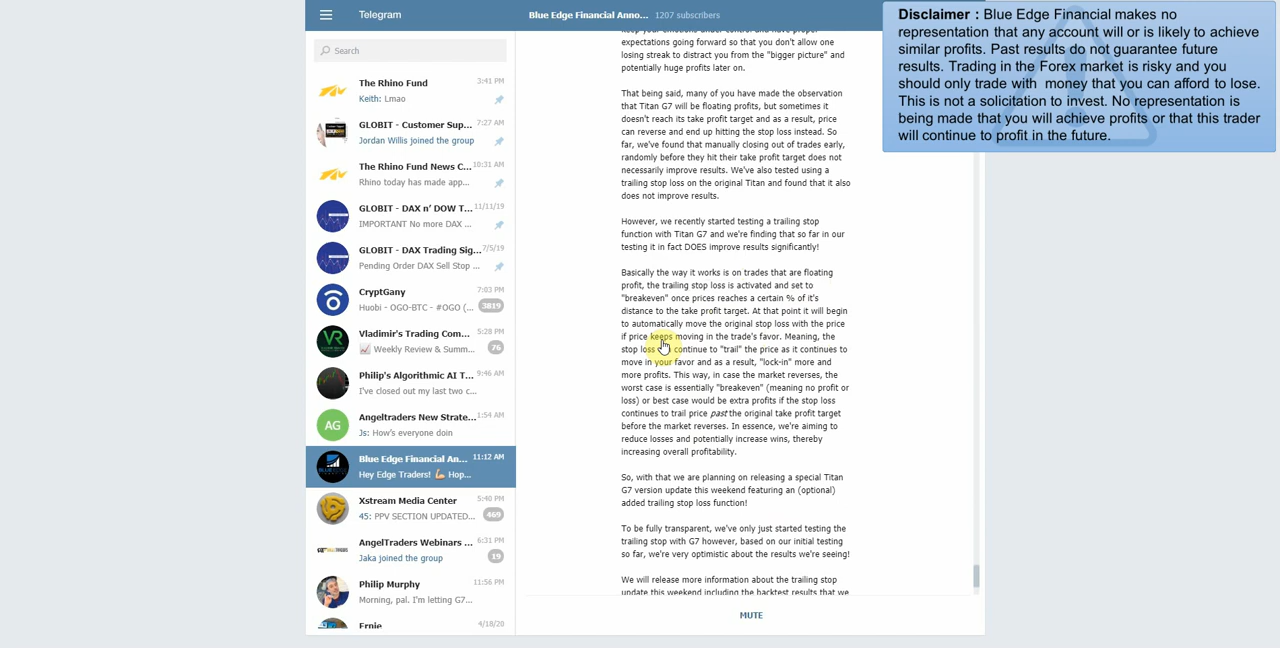 Telegram
Search
The Rhino Fund 3:41 PM
Keith: Lmao
GLOBIT - Customer Sup... 7:27 AM
Jordan Willis joined the group
The Rhino Fund News C... 10:31 AM
Rhino today has made app...
GLOBIT - DAX n' DOW T... 11/11/19
IMPORTANT No more DAX ...
GLOBIT - DAX Trading Sig... 7/5/19
Pending Order DAX Sell Stop ...
CryptGany 7:03 PM
Huobi - OGO-BTC - #OGO (... 3819
Vladimir's Trading Com... 5:28 PM
📈 Weekly Review & Summ... 76
Philip's Algorithmic AI T... 9:46 AM
I've closed out my last two c...
AG
Angeltraders New Strate... 1:54 AM
Js: How's everyone doin
Blue Edge Financial An... 11:12 AM
Hey Edge Traders! 💪 Hop...
Xstream Media Center 5:40 PM
45: PPV SECTION UPDATED... 469
AngelTraders Webinars ... 6:31 PM
Jaka joined the group 19
Philip Murphy 11:56 PM
Morning, pal. I'm letting G7...
Ernie 4/18/20
Blue Edge Financial Anno... 1207 subscribers
keep your emotions under control and have proper
expectations going forward so that you don't allow one
losing streak to distract you from the "bigger picture" and
potentially huge profits later on.
That being said, many of you have made the observation
that Titan G7 will be floating profits, but sometimes it
doesn't reach its take profit target and as a result, price
can reverse and end up hitting the stop loss instead. So
far, we've found that manually closing out of trades early,
randomly before they hit their take profit target does not
necessarily improve results. We've also tested using a
trailing stop loss on the original Titan and found that it also
does not improve results.
However, we recently started testing a trailing stop
function with Titan G7 and we're finding that so far in our
testing it in fact DOES improve results significantly!
Basically the way it works is on trades that are floating
profit, the trailing stop loss is activated and set to
"breakeven" once prices reaches a certain % of it's
distance to the take profit target. At that point it will begin
to automatically move the original stop loss with the price
if price keeps moving in the trade's favor. Meaning, the
stop loss continue to "trail" the price as it continues to
move in your favor and as a result, "lock-in" more and
more profits. This way, in case the market reverses, the
worst case is essentially "breakeven" (meaning no profit or
loss) or best case would be extra profits if the stop loss
continues to trail price past the original take profit target
before the market reverses. In essence, we're aiming to
reduce losses and potentially increase wins, thereby
increasing overall profitability.
So, with that we are planning on releasing a special Titan
G7 version update this weekend featuring an (optional)
added trailing stop loss function!
To be fully transparent, we've only just started testing the
trailing stop with G7 however, based on our initial testing
so far, we're very optimistic about the results we're seeing!
We will release more information about the trailing stop
update this weekend including the backtest results that we
MUTE
Disclaimer : Blue Edge Financial makes no
representation that any account will or is likely to achieve
similar profits. Past results do not guarantee future
results. Trading in the Forex market is risky and you
should only trade with money that you can afford to lose.
This is not a solicitation to invest. No representation is
being made that you will achieve profits or that this trader
will continue to profit in the future.